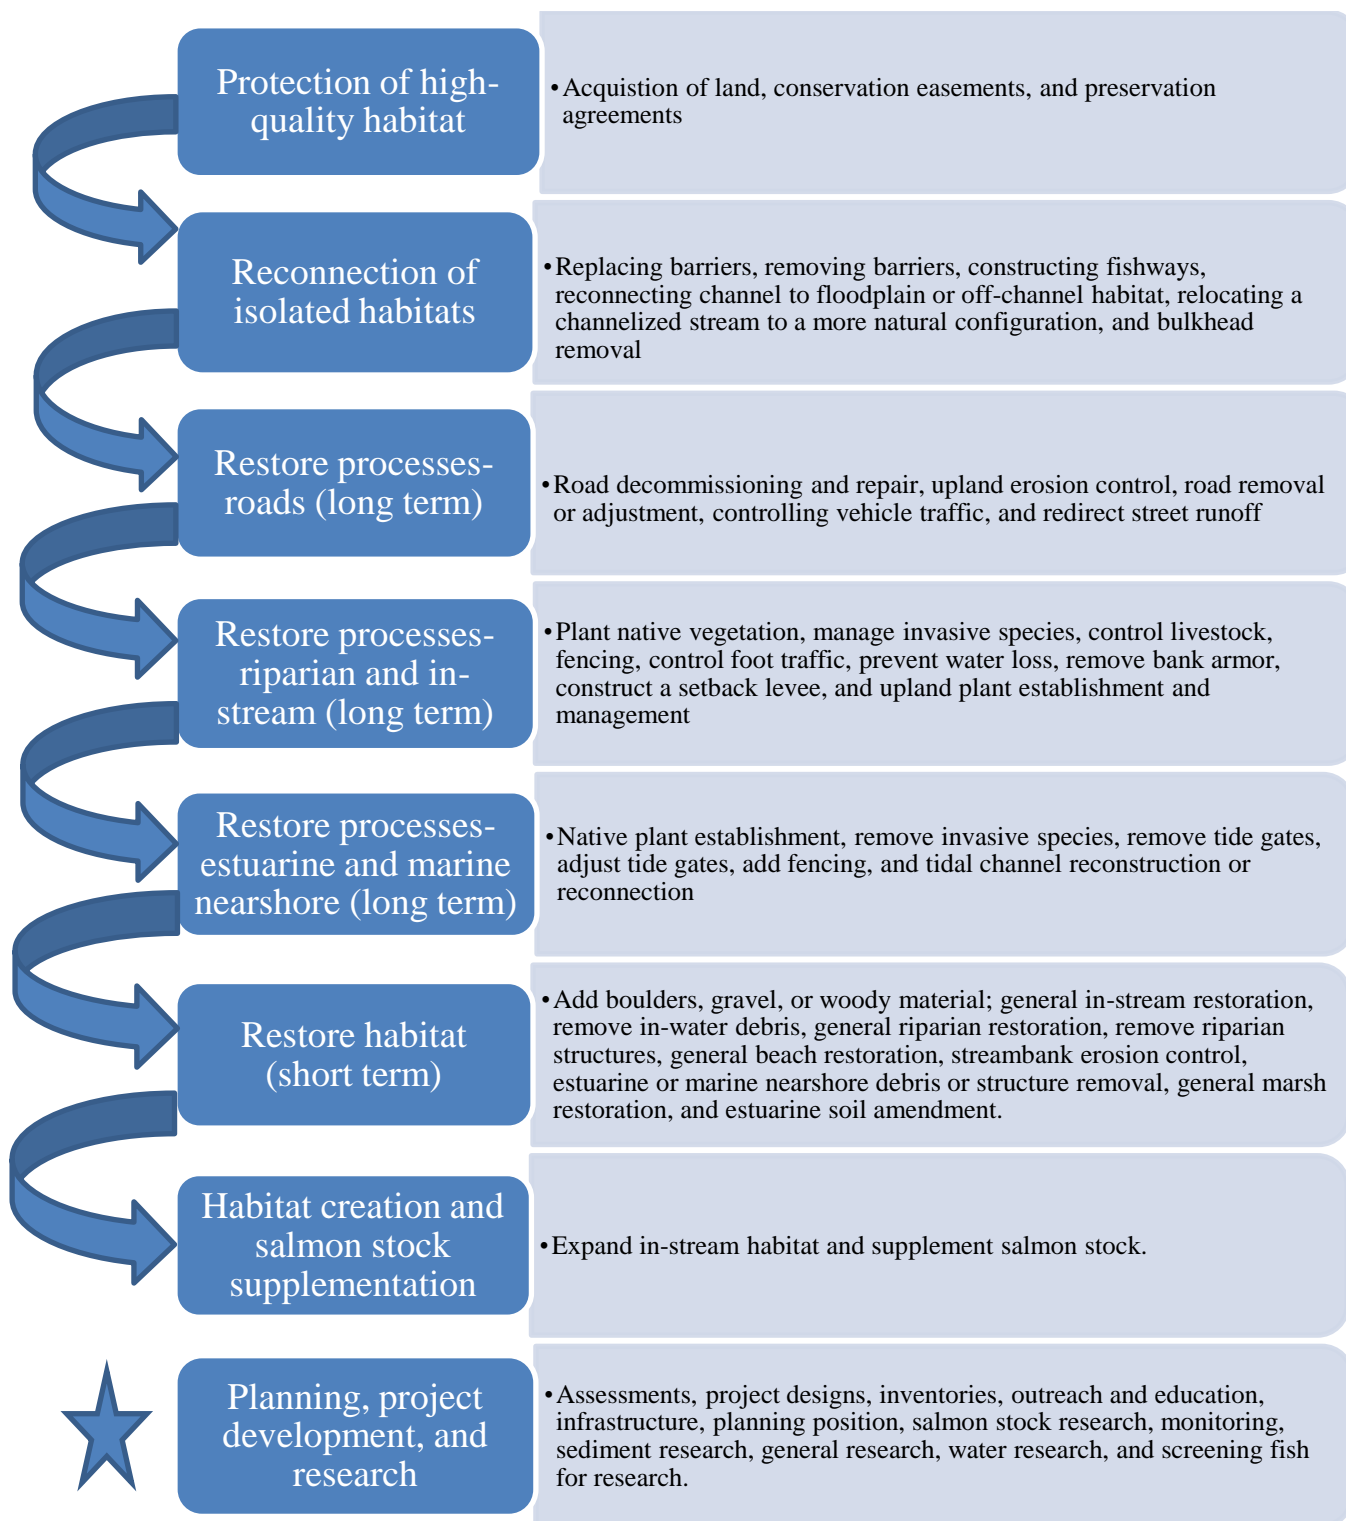 Protection of high-
quality habitat
•Acquistion of land, conservation easements, and preservation
agreements
Reconnection of
isolated habitats
•Replacing barriers, removing barriers, constructing fishways,
reconnecting channel to floodplain or off-channel habitat, relocating a
channelized stream to a more natural configuration, and bulkhead
removal
Restore processes-
roads (long term)
•Road decommissioning and repair, upland erosion control, road removal
or adjustment, controlling vehicle traffic, and redirect street runoff
Restore processes-
riparian and in-
stream (long term)
•Plant native vegetation, manage invasive species, control livestock,
fencing, control foot traffic, prevent water loss, remove bank armor,
construct a setback levee, and upland plant establishment and
management
Restore processes-
estuarine and marine
nearshore (long term)
•Native plant establishment, remove invasive species, remove tide gates,
adjust tide gates, add fencing, and tidal channel reconstruction or
reconnection
Restore habitat
(short term)
•Add boulders, gravel, or woody material; general in-stream restoration,
remove in-water debris, general riparian restoration, remove riparian
structures, general beach restoration, streambank erosion control,
estuarine or marine nearshore debris or structure removal, general marsh
restoration, and estuarine soil amendment.
Habitat creation and
salmon stock
supplementation
•Expand in-stream habitat and supplement salmon stock.
Planning, project
development, and
research
•Assessments, project designs, inventories, outreach and education,
infrastructure, planning position, salmon stock research, monitoring,
sediment research, general research, water research, and screening fish
for research.